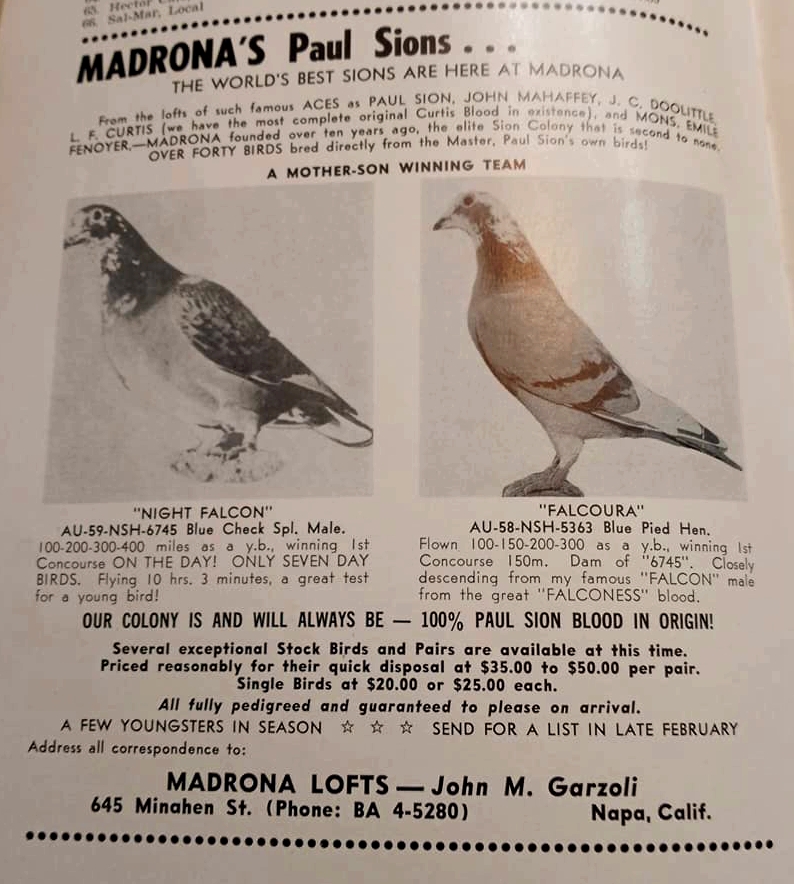 65. Hector
66. Sal-Mar, Local
MADRONA'S Paul Sions . . .
THE WORLD'S BEST SIONS ARE HERE AT MADRONA
From the lofts of such famous ACES as PAUL SION, JOHN MAHAFFEY, J. C. DOOLITTLE,
L. F. CURTIS (we have the most complete original Curtis Blood in existence), and MONS. EMILE
FENOYER.—MADRONA founded over ten years ago, the elite Sion Colony that is second to none.
OVER FORTY BIRDS bred directly from the Master, Paul Sion's own birds!
A MOTHER-SON WINNING TEAM
"NIGHT FALCON"
AU-59-NSH-6745 Blue Check Spl. Male.
100-200-300-400 miles as a y.b., winning 1st
Concourse ON THE DAY! ONLY SEVEN DAY
BIRDS. Flying 10 hrs. 3 minutes, a great test
for a young bird!
"FALCOURA"
AU-58-NSH-5363 Blue Pied Hen.
Flown 100-150-200-300 as a y.b., winning 1st
Concourse 150m. Dam of "6745". Closely
descending from my famous "FALCON" male
from the great "FALCONESS" blood.
OUR COLONY IS AND WILL ALWAYS BE — 100% PAUL SION BLOOD IN ORIGIN!
Several exceptional Stock Birds and Pairs are available at this time.
Priced reasonably for their quick disposal at $35.00 to $50.00 per pair.
Single Birds at $20.00 or $25.00 each.
All fully pedigreed and guaranteed to please on arrival.
A FEW YOUNGSTERS IN SEASON ☆ ☆ ☆ SEND FOR A LIST IN LATE FEBRUARY
Address all correspondence to:
MADRONA LOFTS — John M. Garzoli
645 Minahen St. (Phone: BA 4-5280) Napa, Calif.